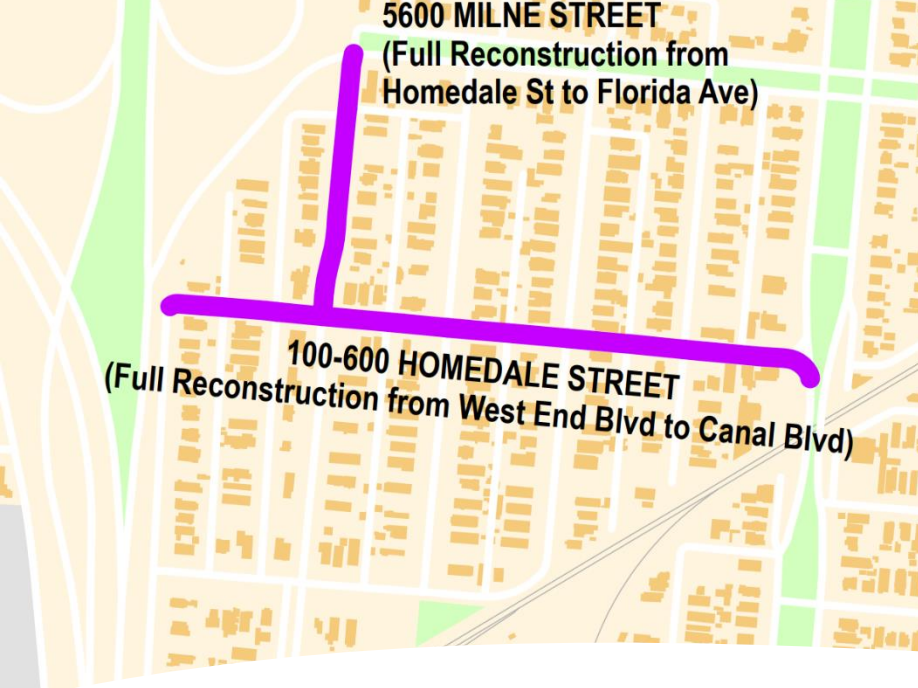 5600 MILNE STREET
(Full Reconstruction from
Homedale St to Florida Ave)
100-600 HOMEDALE STREET
(Full Reconstruction from West End Blvd to Canal Blvd)